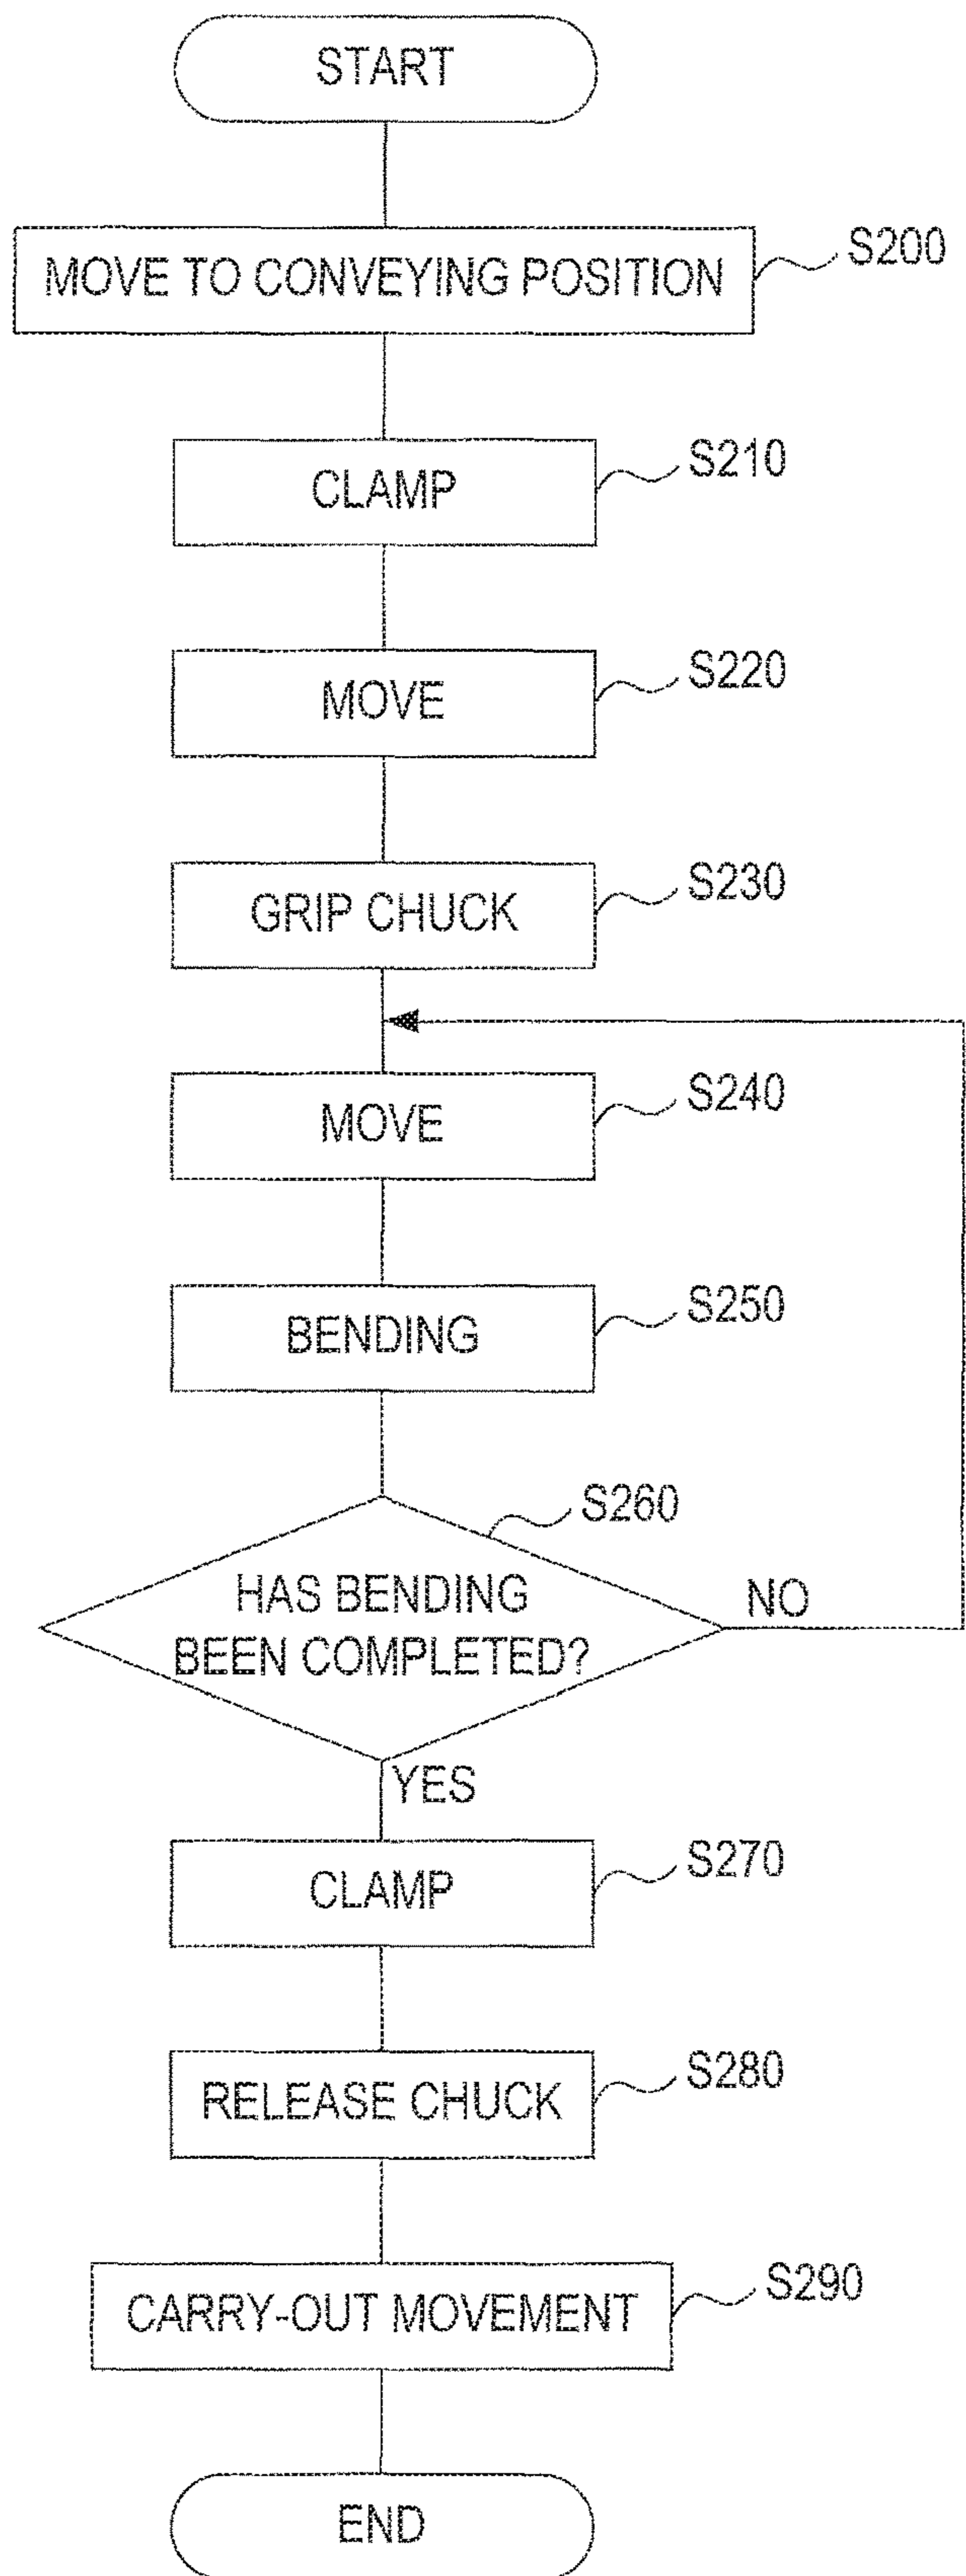 START
MOVE TO CONVEYING POSITION
S200
CLAMP
S210
MOVE
S220
GRIP CHUCK
S230
MOVE
S240
BENDING
S250
S260
HAS BENDING
BEEN COMPLETED?
NO
YES
CLAMP
S270
RELEASE CHUCK
S280
CARRY-OUT MOVEMENT
S290
END